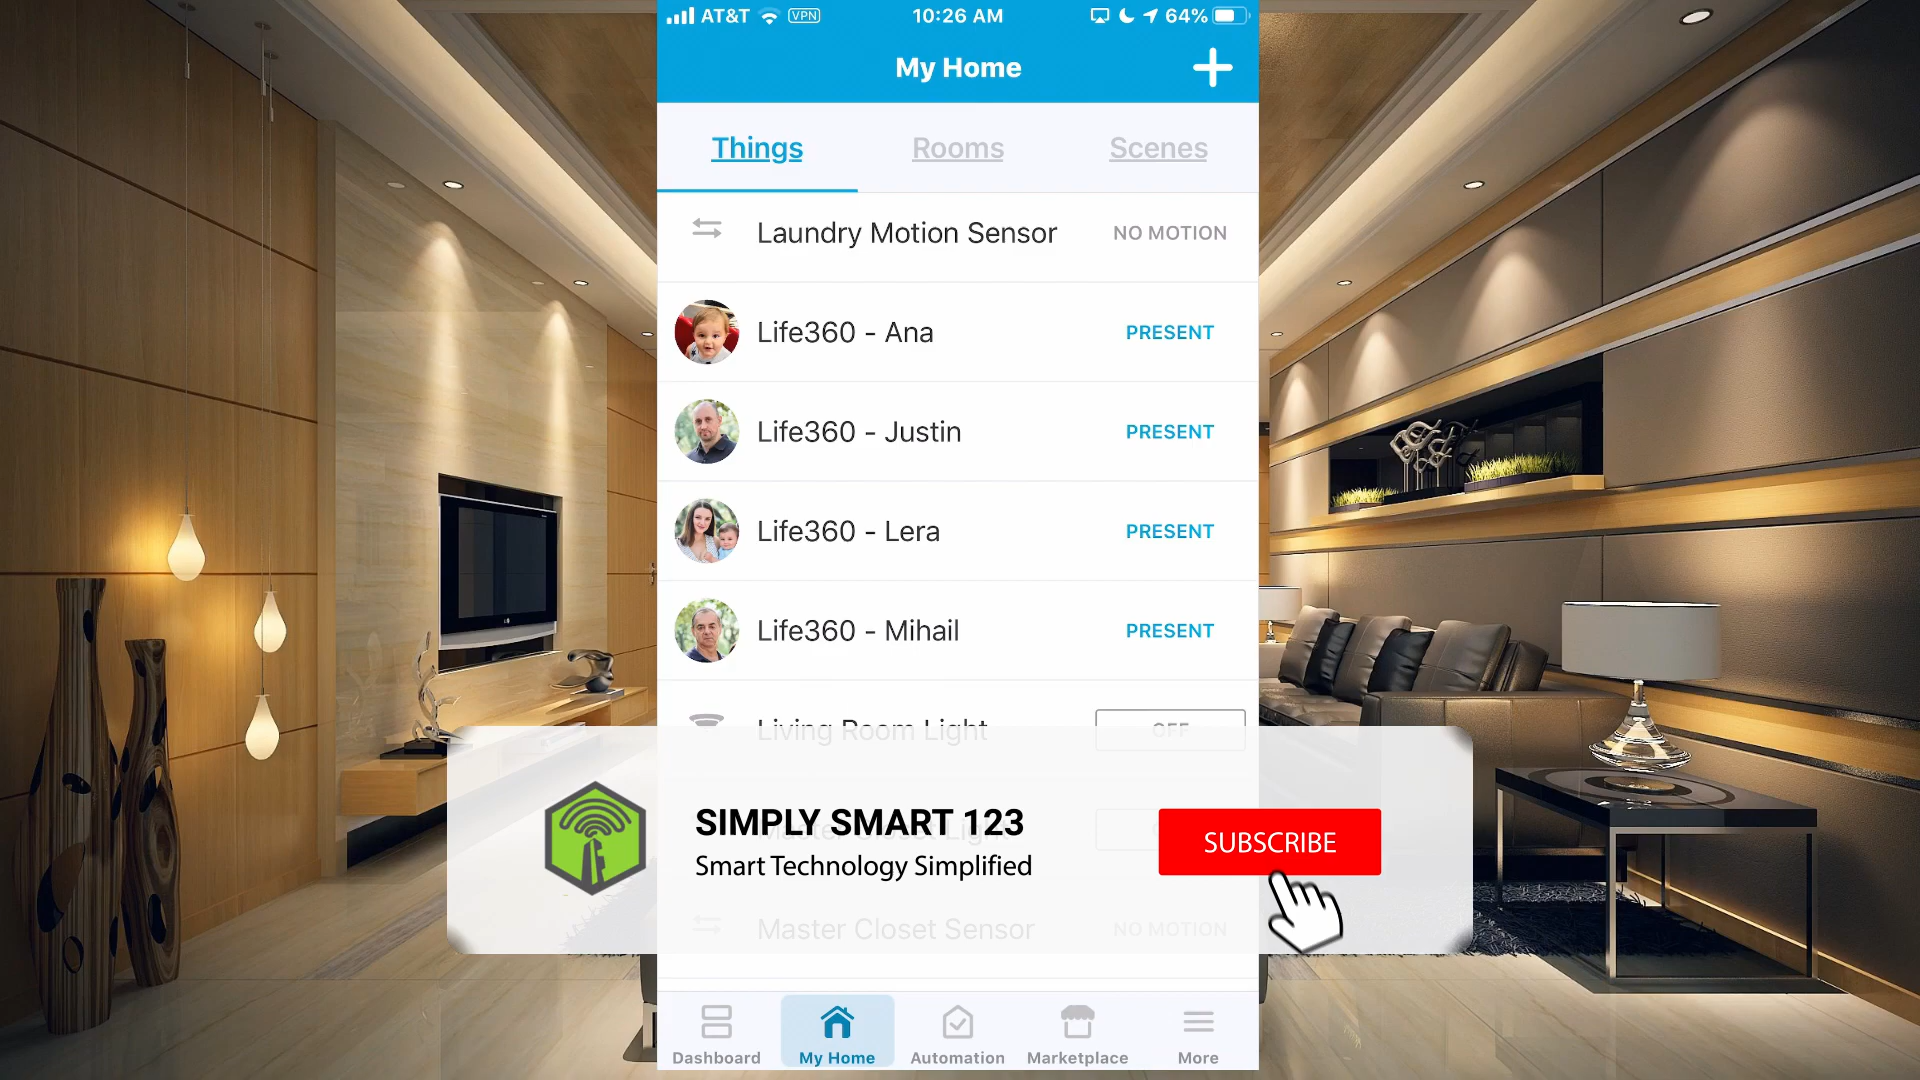 AT&T VPN 10:26 AM 64%
My Home
Things Rooms Scenes
Laundry Motion Sensor NO MOTION
Life360 - Ana PRESENT
Life360 - Justin PRESENT
Life360 - Lera PRESENT
Life360 - Mihail PRESENT
Living Room Light OFF
SIMPLY SMART 123
Smart Technology Simplified
SUBSCRIBE
Master Closet Sensor NO MOTION
Dashboard My Home Automation Marketplace More